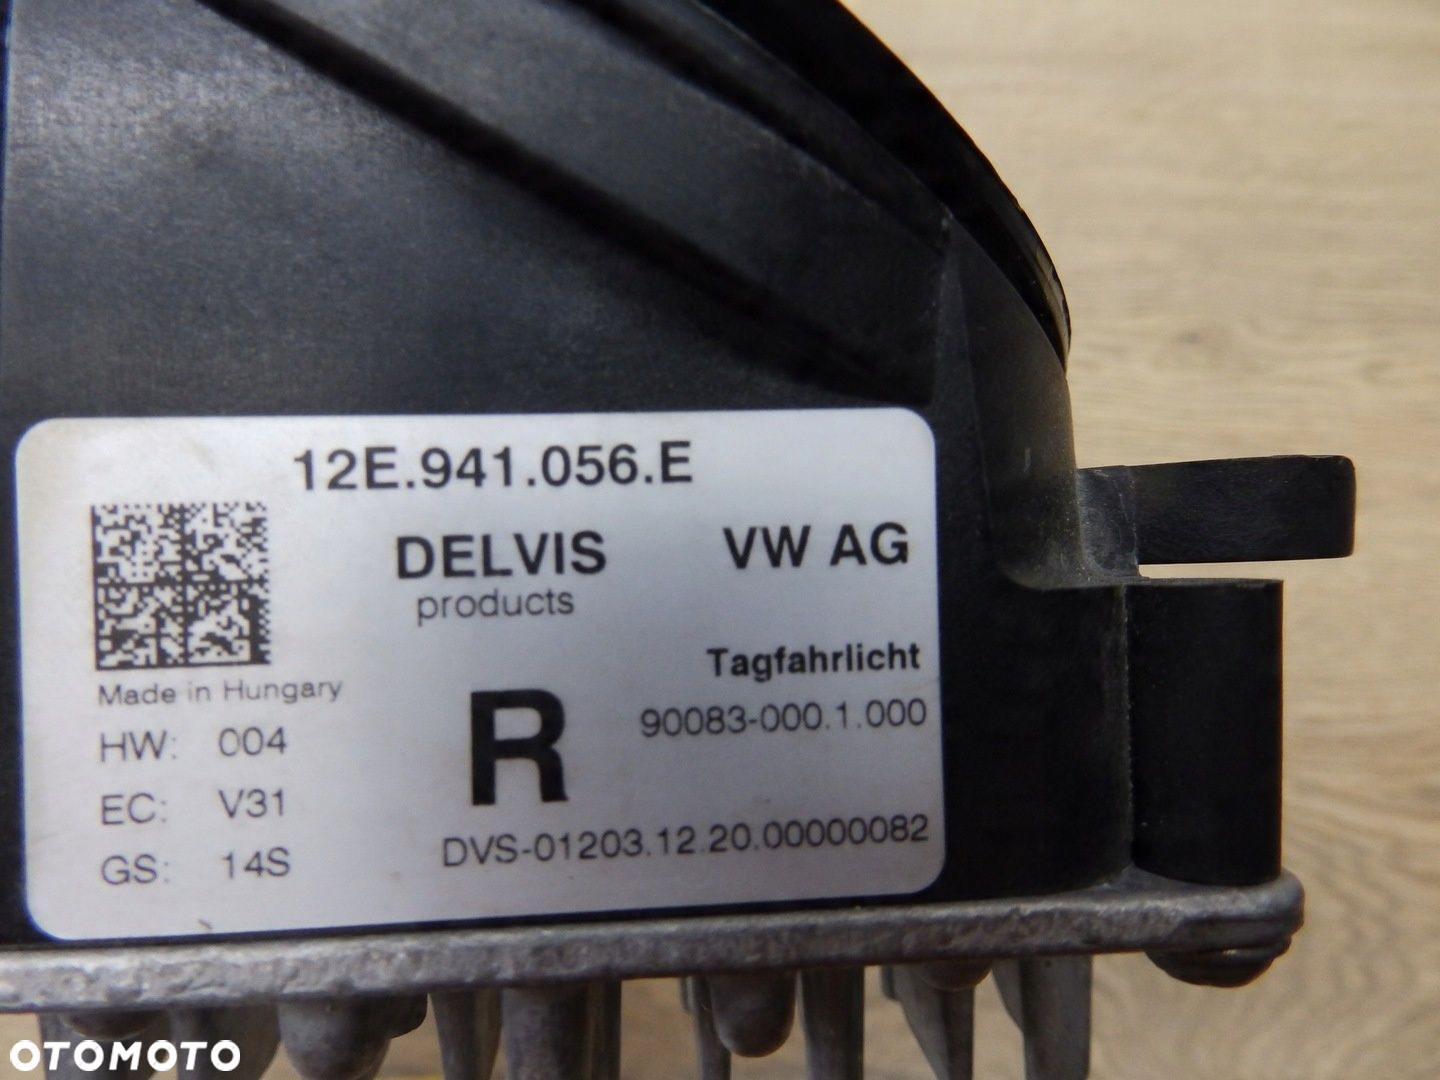 12E.941.056.E
DELVIS VW AG
products
Tagfahrlicht
Made in Hungary
R 90083-000.1.000
HW: 004
EC: V31
DVS-01203.12.20.00000082
GS: 14S
OTOMOTO